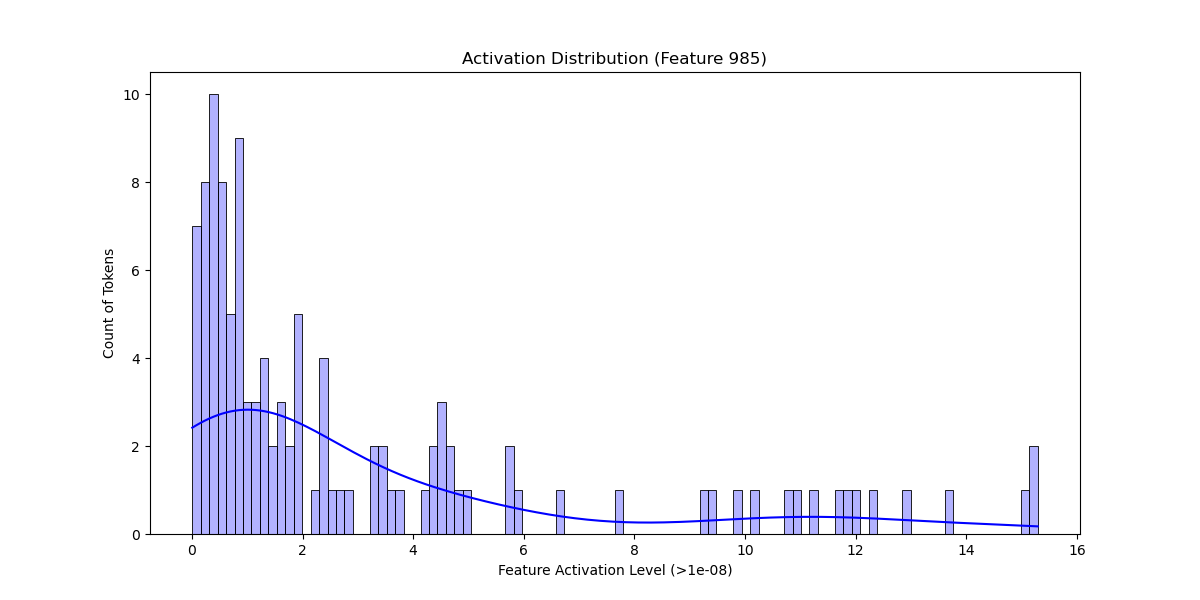 Activation Distribution (Feature 985)
10
8
6
4
2
0
Count of Tokens
0 2 4 6 8 10 12 14 16
Feature Activation Level (>1e-08)